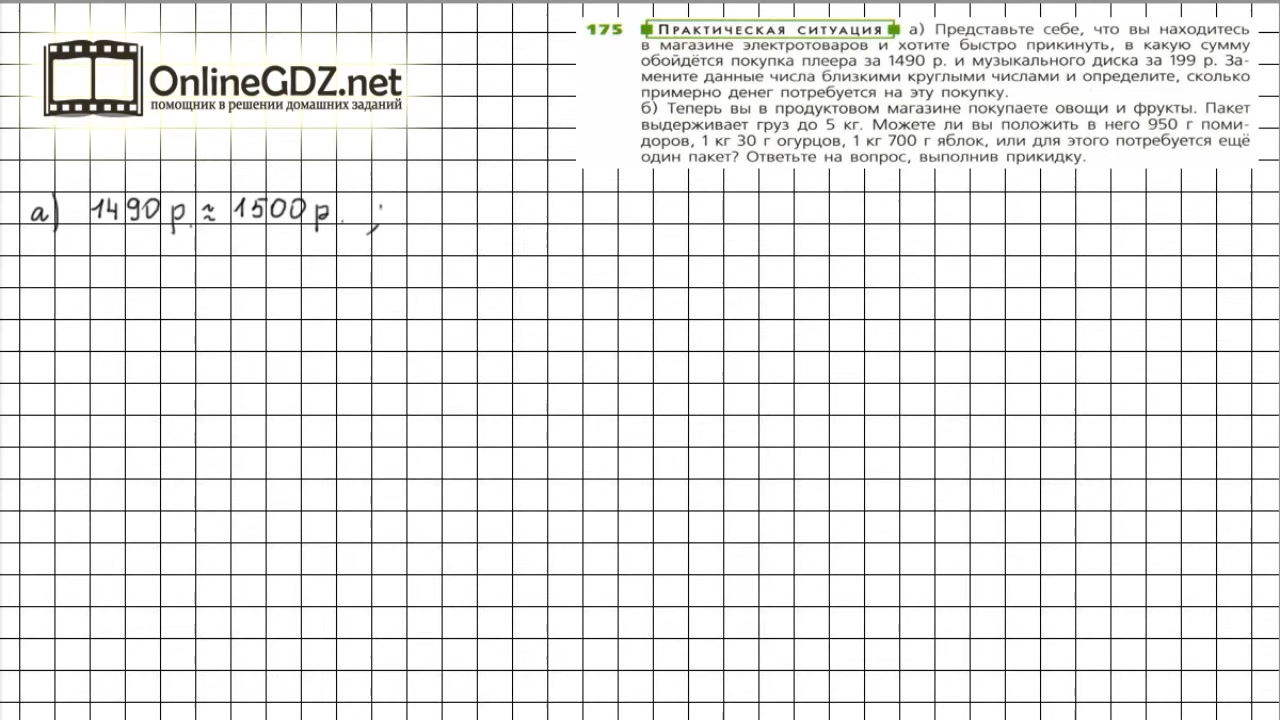 OnlineGDZ.net
помощник в решении домашних заданий
175 ПРАКТИЧЕСКАЯ СИТУАЦИЯ а) Представьте себе, что вы находитесь
в магазине электротоваров и хотите быстро прикинуть, в какую сумму
обойдётся покупка плеера за 1490 р. и музыкального диска за 199 р. За-
мените данные числа близкими круглыми числами и определите, сколько
примерно денег потребуется на эту покупку.
б) Теперь вы в продуктовом магазине покупаете овощи и фрукты. Пакет
выдерживает груз до 5 кг. Можете ли вы положить в него 950 г поми-
доров, 1 кг 30 г огурцов, 1 кг 700 г яблок, или для этого потребуется ещё
один пакет? Ответьте на вопрос, выполнив прикидку.
а) 1490 р. ≈ 1500 р. ;